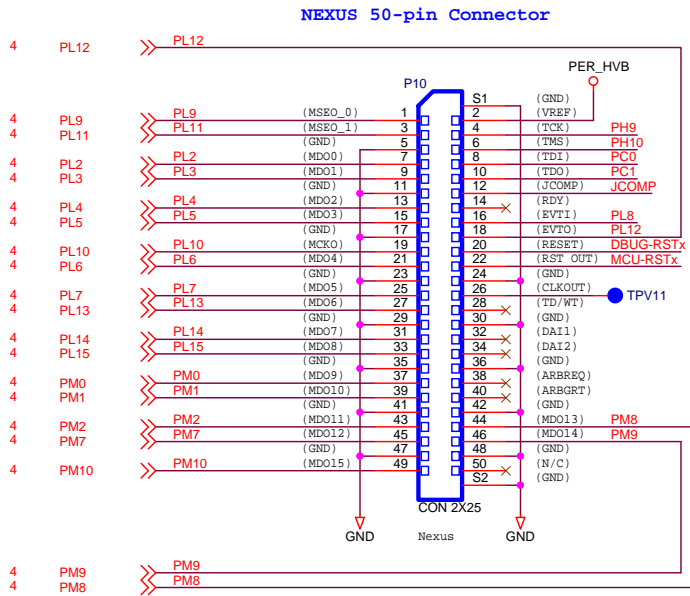 NEXUS 50-pin Connector
4 PL12 PL12
PER_HVB
P10
S1 (GND)
4 PL9 PL9 (MSEO_0) 1 2 (VREF)
4 PL11 PL11 (MSEO_1) 3 4 (TCK) PH9
(GND) 5 6 (TMS) PH10
4 PL2 PL2 (MDO0) 7 8 (TDI) PC0
4 PL3 PL3 (MDO1) 9 10 (TDO) PC1
(GND) 11 12 (JCOMP) JCOMP
4 PL4 PL4 (MDO2) 13 14 (RDY)
4 PL5 PL5 (MDO3) 15 16 (EVTI) PL8
(GND) 17 18 (EVTO) PL12
4 PL10 PL10 (MCKO) 19 20 (RESET) DBUG-RSTx
4 PL6 PL6 (MDO4) 21 22 (RST OUT) MCU-RSTx
(GND) 23 24 (GND)
4 PL7 PL7 (MDO5) 25 26 (CLKOUT) TPV11
4 PL13 PL13 (MDO6) 27 28 (TD/WT)
(GND) 29 30 (GND)
4 PL14 PL14 (MDO7) 31 32 (DAI1)
4 PL15 PL15 (MDO8) 33 34 (DAI2)
(GND) 35 36 (GND)
4 PM0 PM0 (MDO9) 37 38 (ARBREQ)
4 PM1 PM1 (MDO10) 39 40 (ARBGRT)
(GND) 41 42 (GND)
4 PM2 PM2 (MDO11) 43 44 (MDO13) PM8
4 PM7 PM7 (MDO12) 45 46 (MDO14) PM9
(GND) 47 48 (GND)
4 PM10 PM10 (MDO15) 49 50 (N/C)
S2 (GND)
CON 2X25
GND Nexus GND
4 PM9 PM9
4 PM8 PM8